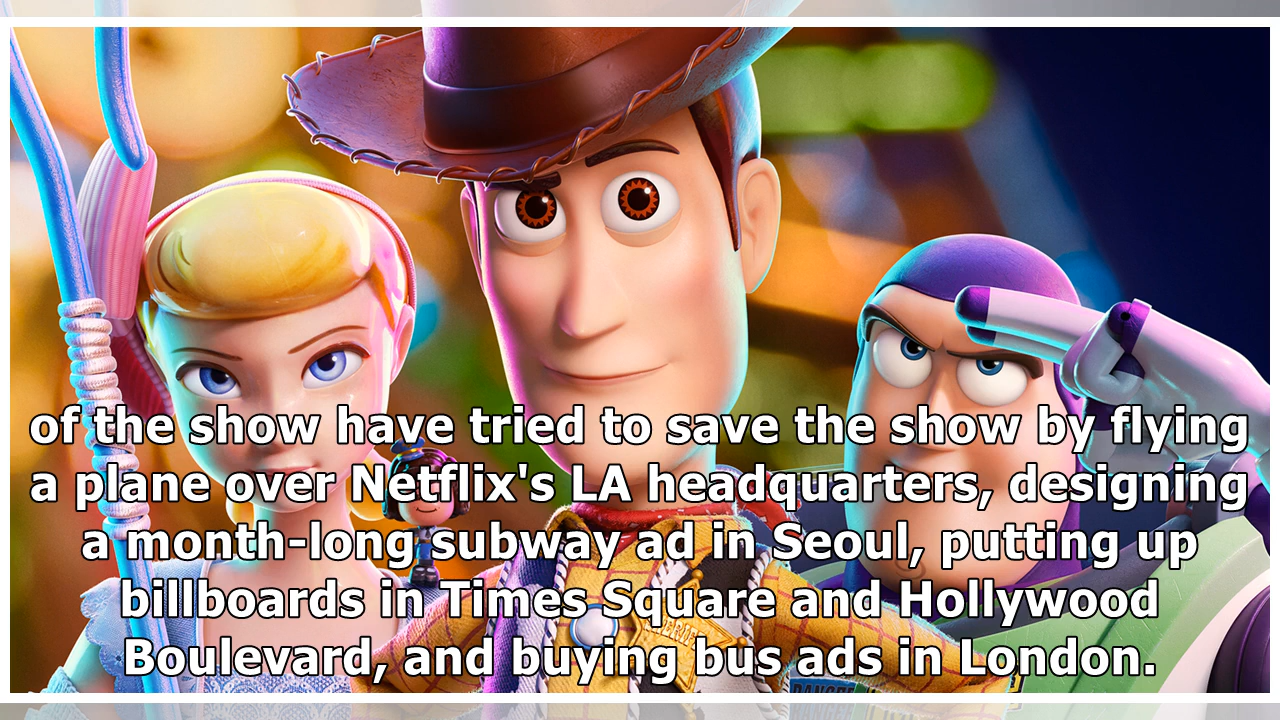 of the show have tried to save the show by flying
a plane over Netflix's LA headquarters, designing
a month-long subway ad in Seoul, putting up
billboards in Times Square and Hollywood
Boulevard, and buying bus ads in London.
SHERIFF
DANGER